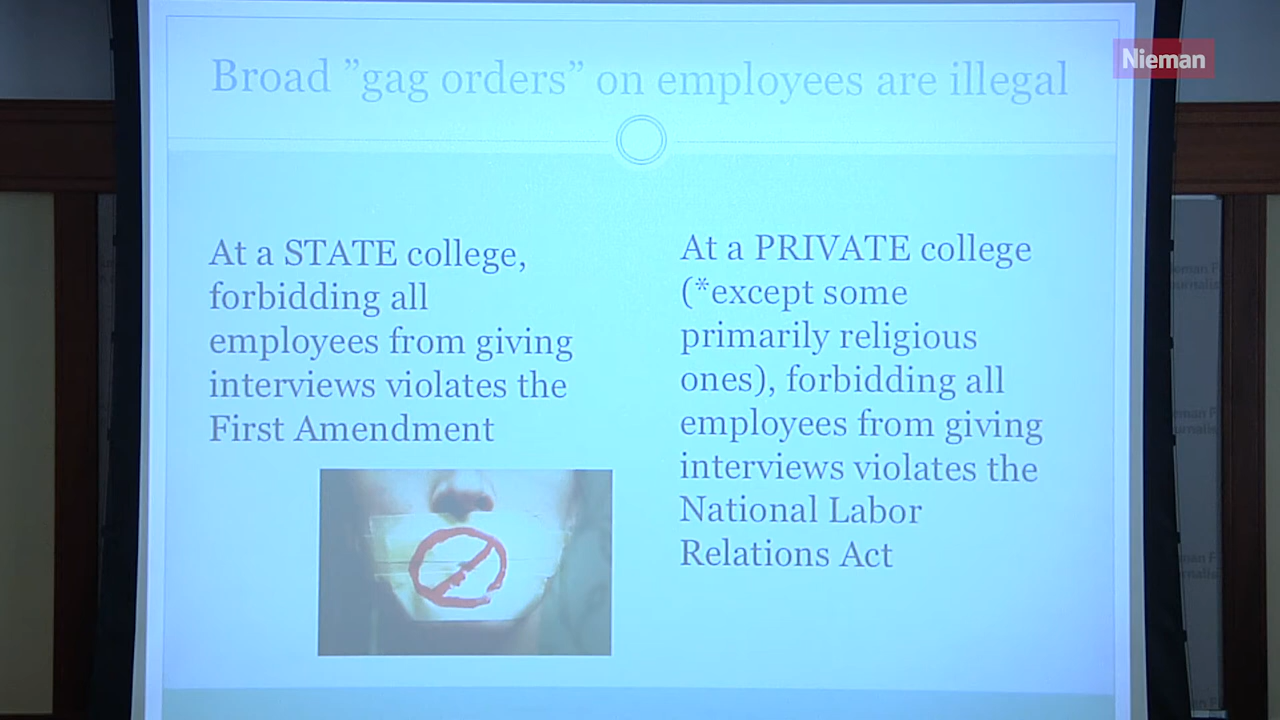 Nieman
Broad ”gag orders” on employees are illegal
At a STATE college,
forbidding all
employees from giving
interviews violates the
First Amendment
At a PRIVATE college
(*except some
primarily religious
ones), forbidding all
employees from giving
interviews violates the
National Labor
Relations Act